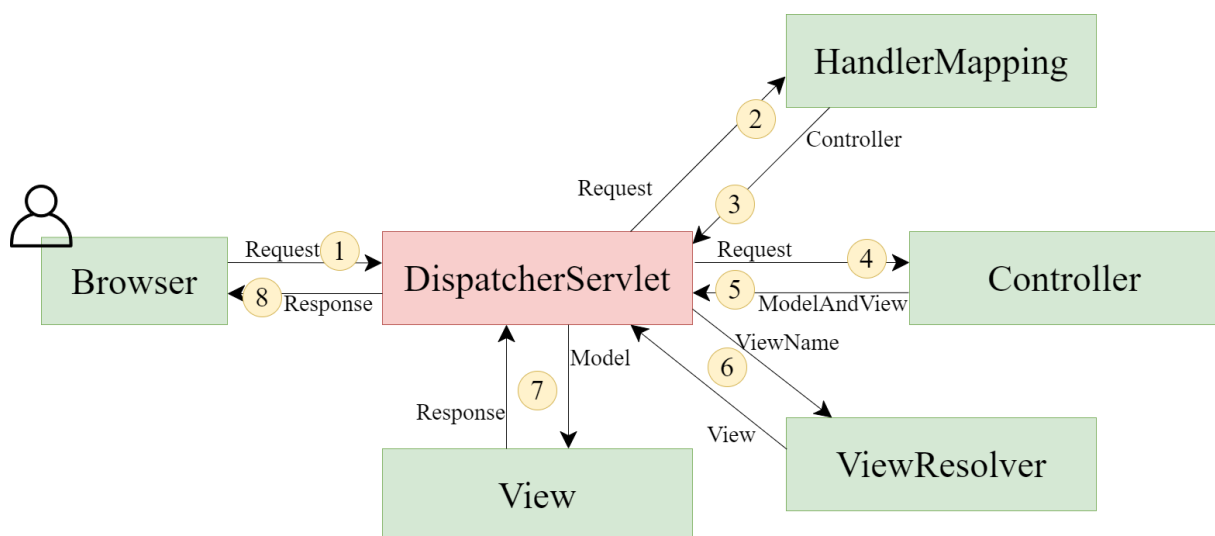 HandlerMapping
2
Controller
Request
3
Request
1
Request
4
Browser
DispatcherServlet
Controller
8
Response
5
ModelAndView
ViewName
Model
6
7
Response
View
ViewResolver
View